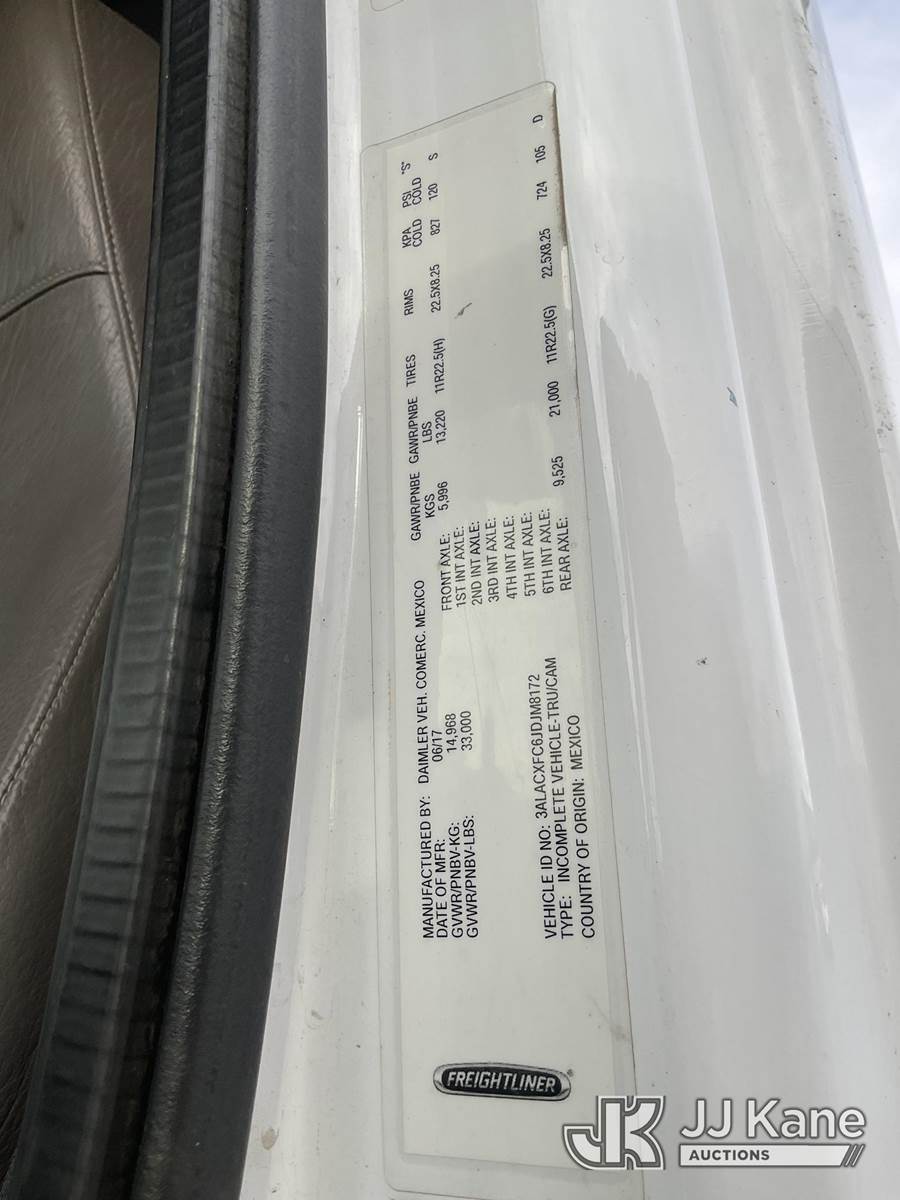 MANUFACTURED BY: DAIMLER VEH. COMERC. MEXICO
DATE OF MFR: 06/17
GVWR/PNBV-KG: 14,968
GVWR/PNBV-LBS: 33,000
VEHICLE ID NO: 3ALACXFC6JDJM8172
TYPE: INCOMPLETE VEHICLE-TRU/CAM
COUNTRY OF ORIGIN: MEXICO
GAWR/PNBE GAWR/PNBE TIRES RIMS KPA PSI "S"
KGS LBS COLD COLD
FRONT AXLE: 5,996 13,220 11R22.5(H) 22.5X8.25 827 120 S
1ST INT AXLE:
2ND INT AXLE:
3RD INT AXLE:
4TH INT AXLE:
5TH INT AXLE:
6TH INT AXLE:
REAR AXLE: 9,525 21,000 11R22.5(G) 22.5X8.25 724 105 D
FREIGHTLINER
JK JJ Kane
AUCTIONS